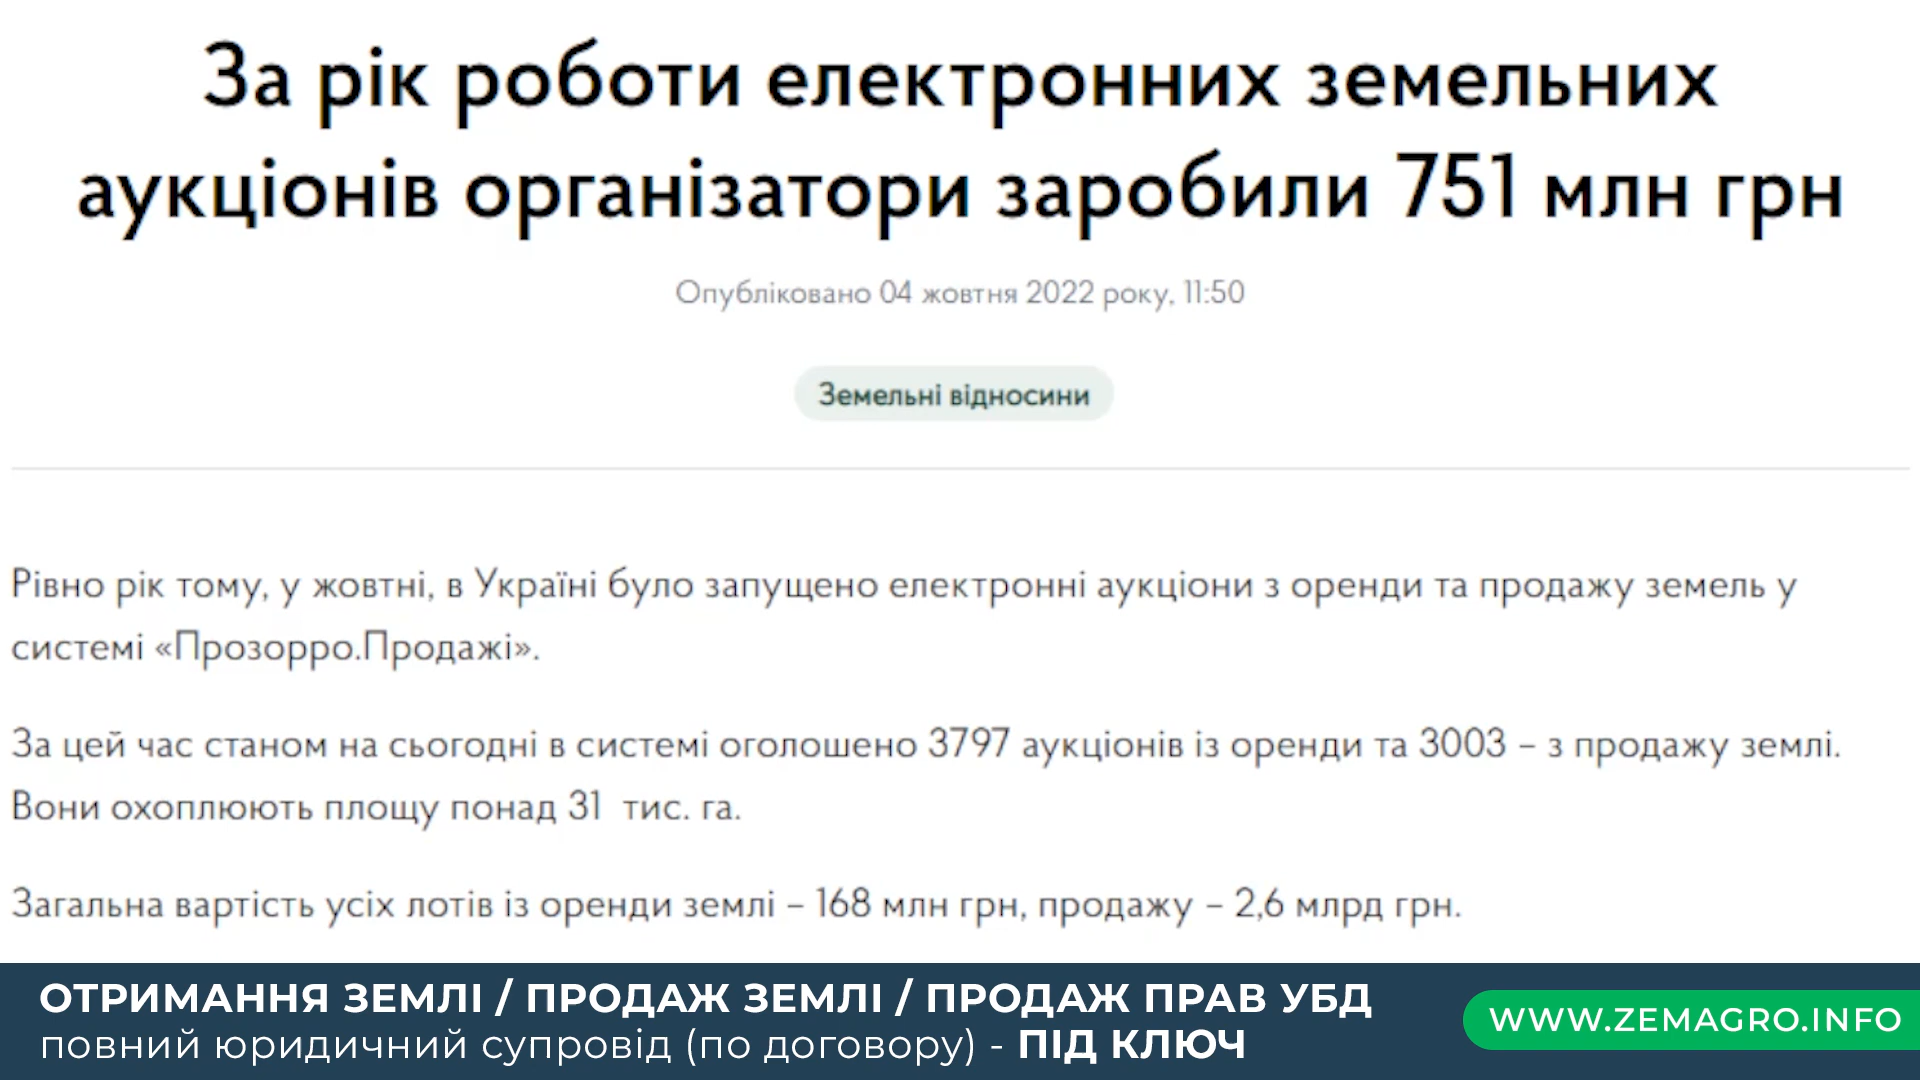 За рік роботи електронних земельних
аукціонів організатори заробили 751 млн грн
Опубліковано 04 жовтня 2022 року, 11:50
Земельні відносини
Рівно рік тому, у жовтні, в Україні було запущено електронні аукціони з оренди та продажу земель у
системі «Прозорро.Продажі».
За цей час станом на сьогодні в системі оголошено 3797 аукціонів із оренди та 3003 – з продажу землі.
Вони охоплюють площу понад 31 тис. га.
Загальна вартість усіх лотів із оренди землі – 168 млн грн, продажу – 2,6 млрд грн.
ОТРИМАННЯ ЗЕМЛІ / ПРОДАЖ ЗЕМЛІ / ПРОДАЖ ПРАВ УБД
повний юридичний супровід (по договору) - ПІД КЛЮЧ
WWW.ZEMAGRO.INFO